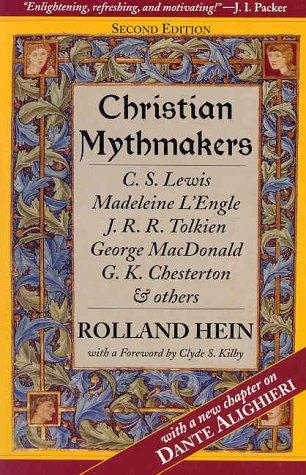 "Enlightening, refreshing, and motivating!"—J. I. Packer
SECOND EDITION
Christian
Mythmakers
C. S. Lewis
Madeleine L'Engle
J. R. R. Tolkien
George MacDonald
G. K. Chesterton
& others
ROLLAND HEIN
with a Foreword by Clyde S. Kilby
with a new chapter on
DANTE ALIGHIERI